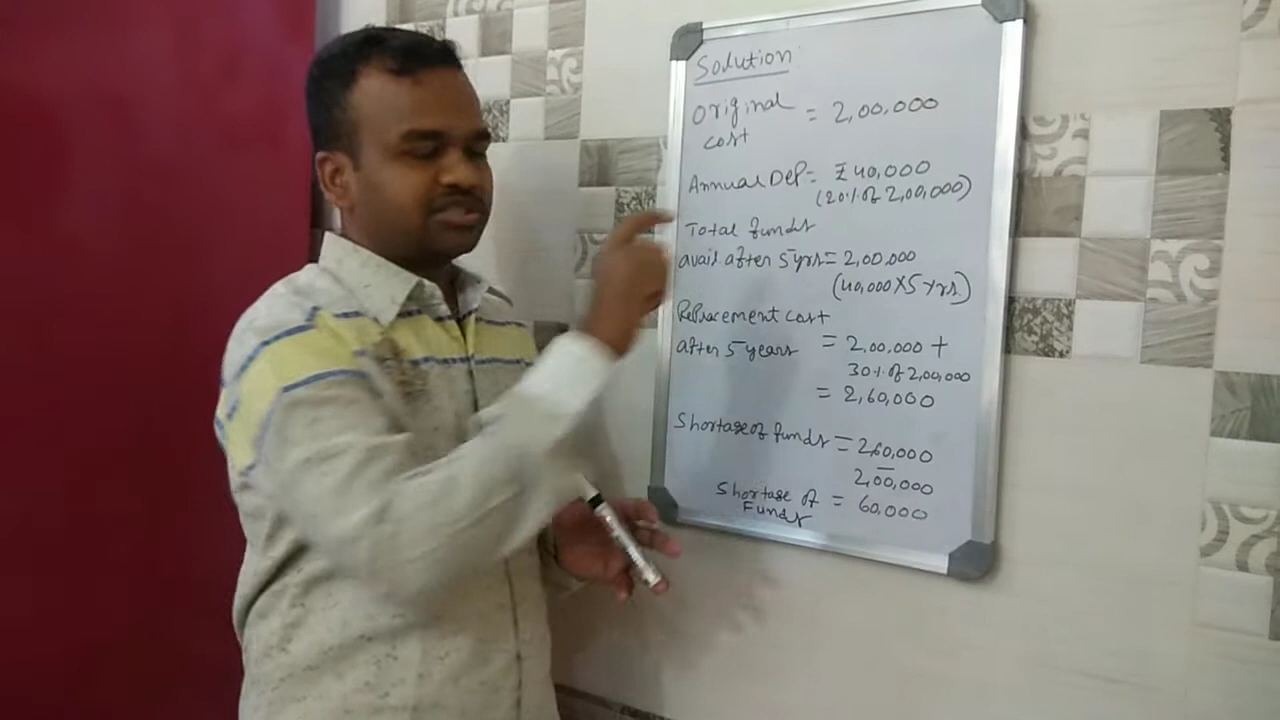 Solution
Original = 2,00,000
cost
Annual Dep = ₹40,000
(20% of 2,00,000)
Total funds
avail after 5 yrs = 2,00,000
(40,000 X 5 yrs.)
Replacement cost
after 5 years = 2,00,000 +
30% of 2,00,000
= 2,60,000
Shortage of funds = 2,60,000
-
2,00,000
Shortage of = 60,000
Funds